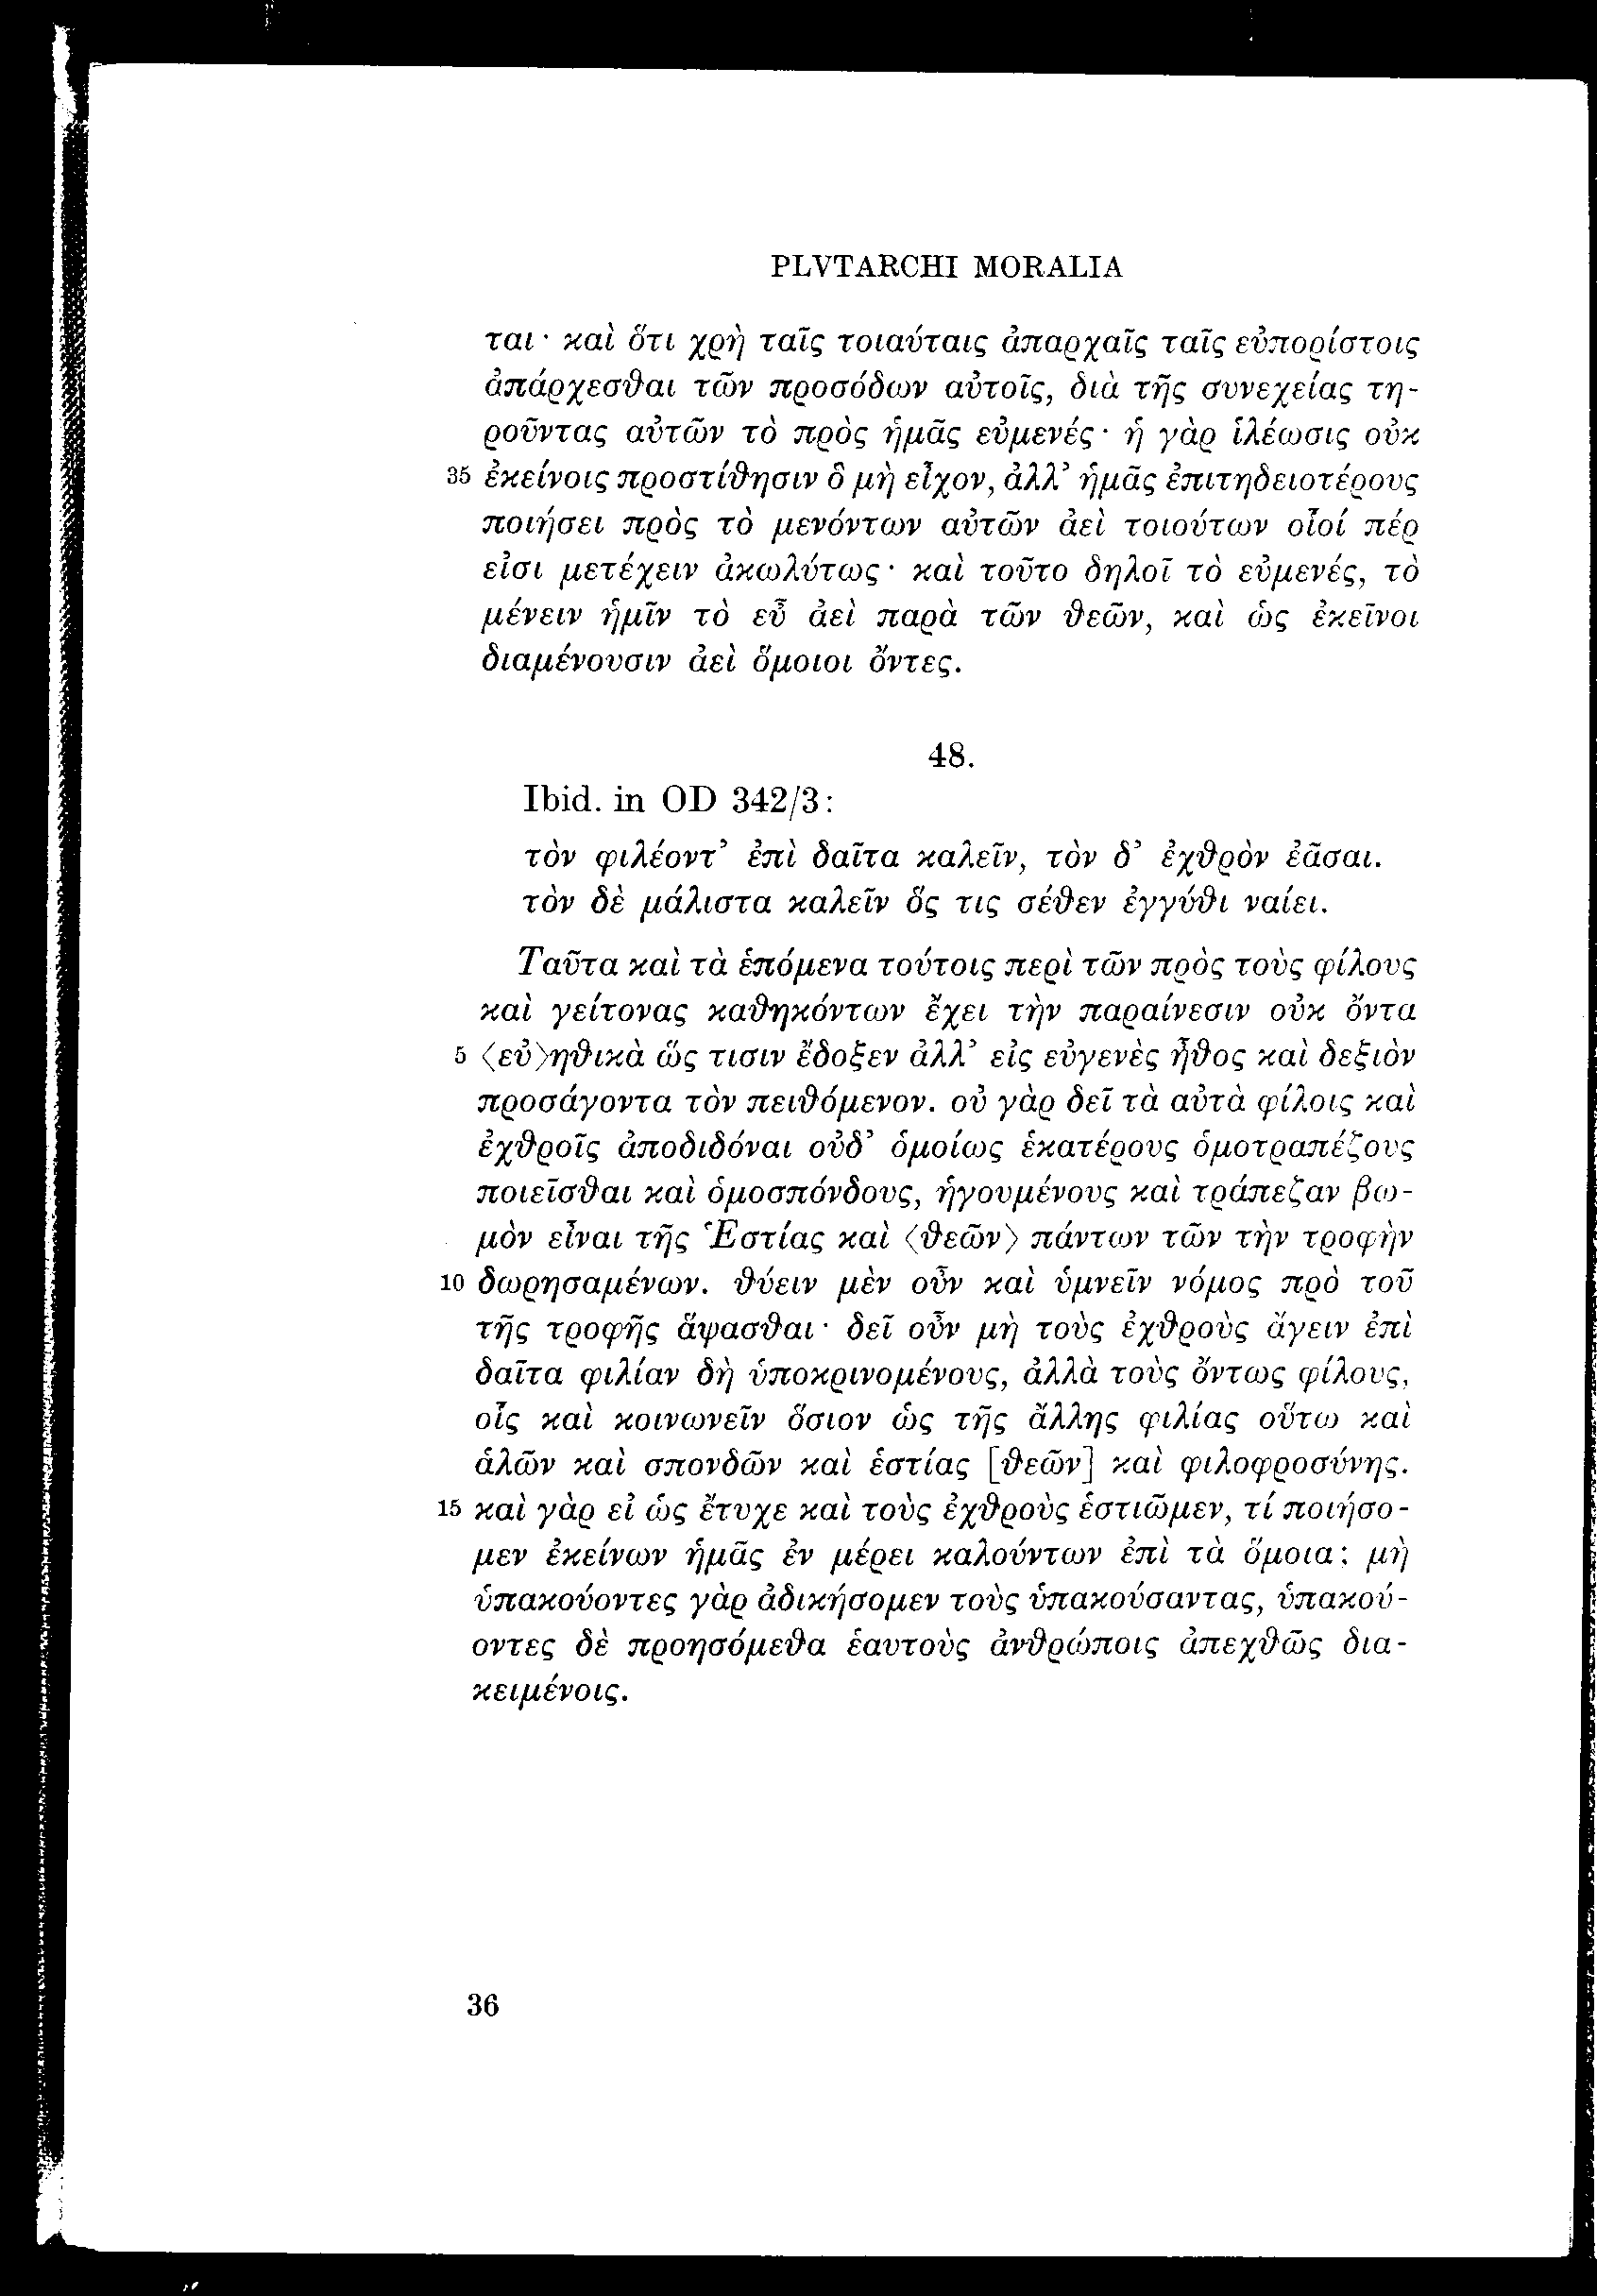 PLVTARCHI MORALIA
ται· καὶ ὅτι χρὴ ταῖς τοιαύταις ἀπαρχαῖς ταῖς εὐπορίστοις
ἀπάρχεσθαι τῶν προσόδων αὐτοῖς, διὰ τῆς συνεχείας τη-
ροῦντας αὐτῶν τὸ πρὸς ἡμᾶς εὐμενές· ἡ γὰρ ἱλέωσις οὐκ
35 ἐκείνοις προστίθησιν ὃ μὴ εἶχον, ἀλλ’ ἡμᾶς ἐπιτηδειοτέρους
ποιήσει πρὸς τὸ μενόντων αὐτῶν ἀεὶ τοιούτων οἷοί πέρ
εἰσι μετέχειν ἀκωλύτως· καὶ τοῦτο δηλοῖ τὸ εὐμενές, τὸ
μένειν ἡμῖν τὸ εὖ ἀεὶ παρὰ τῶν θεῶν, καὶ ὡς ἐκεῖνοι
διαμένουσιν ἀεὶ ὅμοιοι ὄντες.
48.
Ibid. in OD 342/3:
τὸν φιλέοντ’ ἐπὶ δαῖτα καλεῖν, τὸν δ’ ἐχθρὸν ἐᾶσαι.
τὸν δὲ μάλιστα καλεῖν ὅς τις σέθεν ἐγγύθι ναίει.
Ταῦτα καὶ τὰ ἑπόμενα τούτοις περὶ τῶν πρὸς τοὺς φίλους
καὶ γείτονας καθηκόντων ἔχει τὴν παραίνεσιν οὐκ ὄντα
5 〈εὐ〉ηθικὰ ὥς τισιν ἔδοξεν ἀλλ’ εἰς εὐγενὲς ἦθος καὶ δεξιὸν
προσάγοντα τὸν πειθόμενον. οὐ γὰρ δεῖ τὰ αὐτὰ φίλοις καὶ
ἐχθροῖς ἀποδιδόναι οὐδ’ ὁμοίως ἑκατέρους ὁμοτραπέζους
ποιεῖσθαι καὶ ὁμοσπόνδους, ἡγουμένους καὶ τράπεζαν βω-
μὸν εἶναι τῆς Ἑστίας καὶ 〈θεῶν〉 πάντων τῶν τὴν τροφὴν
10 δωρησαμένων. θύειν μὲν οὖν καὶ ὑμνεῖν νόμος πρὸ τοῦ
τῆς τροφῆς ἅψασθαι· δεῖ οὖν μὴ τοὺς ἐχθροὺς ἄγειν ἐπὶ
δαῖτα φιλίαν δὴ ὑποκρινομένους, ἀλλὰ τοὺς ὄντως φίλους,
οἷς καὶ κοινωνεῖν ὅσιον ὡς τῆς ἄλλης φιλίας οὕτω καὶ
ἁλῶν καὶ σπονδῶν καὶ ἑστίας [θεῶν] καὶ φιλοφροσύνης.
15 καὶ γὰρ εἰ ὡς ἔτυχε καὶ τοὺς ἐχθροὺς ἑστιῶμεν, τί ποιήσο-
μεν ἐκείνων ἡμᾶς ἐν μέρει καλούντων ἐπὶ τὰ ὅμοια; μὴ
ὑπακούοντες γὰρ ἀδικήσομεν τοὺς ὑπακούσαντας, ὑπακού-
οντες δὲ προησόμεθα ἑαυτοὺς ἀνθρώποις ἀπεχθῶς δια-
κειμένοις.
36